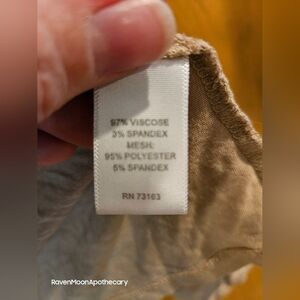 97% VISCOSE
3% SPANDEX
MESH:
95% POLYESTER
5% SPANDEX
RN 73163
RavenMoonApothecary